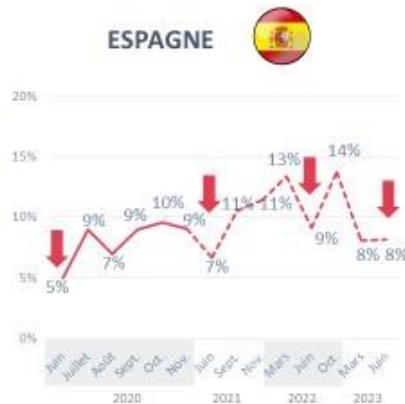 ESPAGNE
20%
15%
10%
5%
0%
5%
9%
7%
9%
10%
9%
7%
11%
11%
13%
9%
14%
8%
8%
Juin
Juillet
Août
Sept.
Oct.
Nov.
Juin
Sept.
Nov.
Mars
Juin
Oct.
Mars
Juin
2020
2021
2022
2023